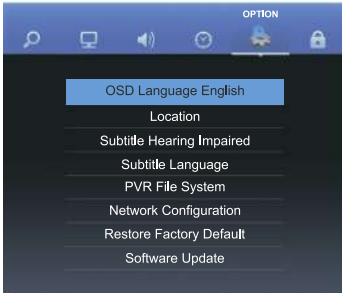 OPTION
OSD Language English
Location
Subtitle Hearing Impaired
Subtitle Language
PVR File System
Network Configuration
Restore Factory Default
Software Update